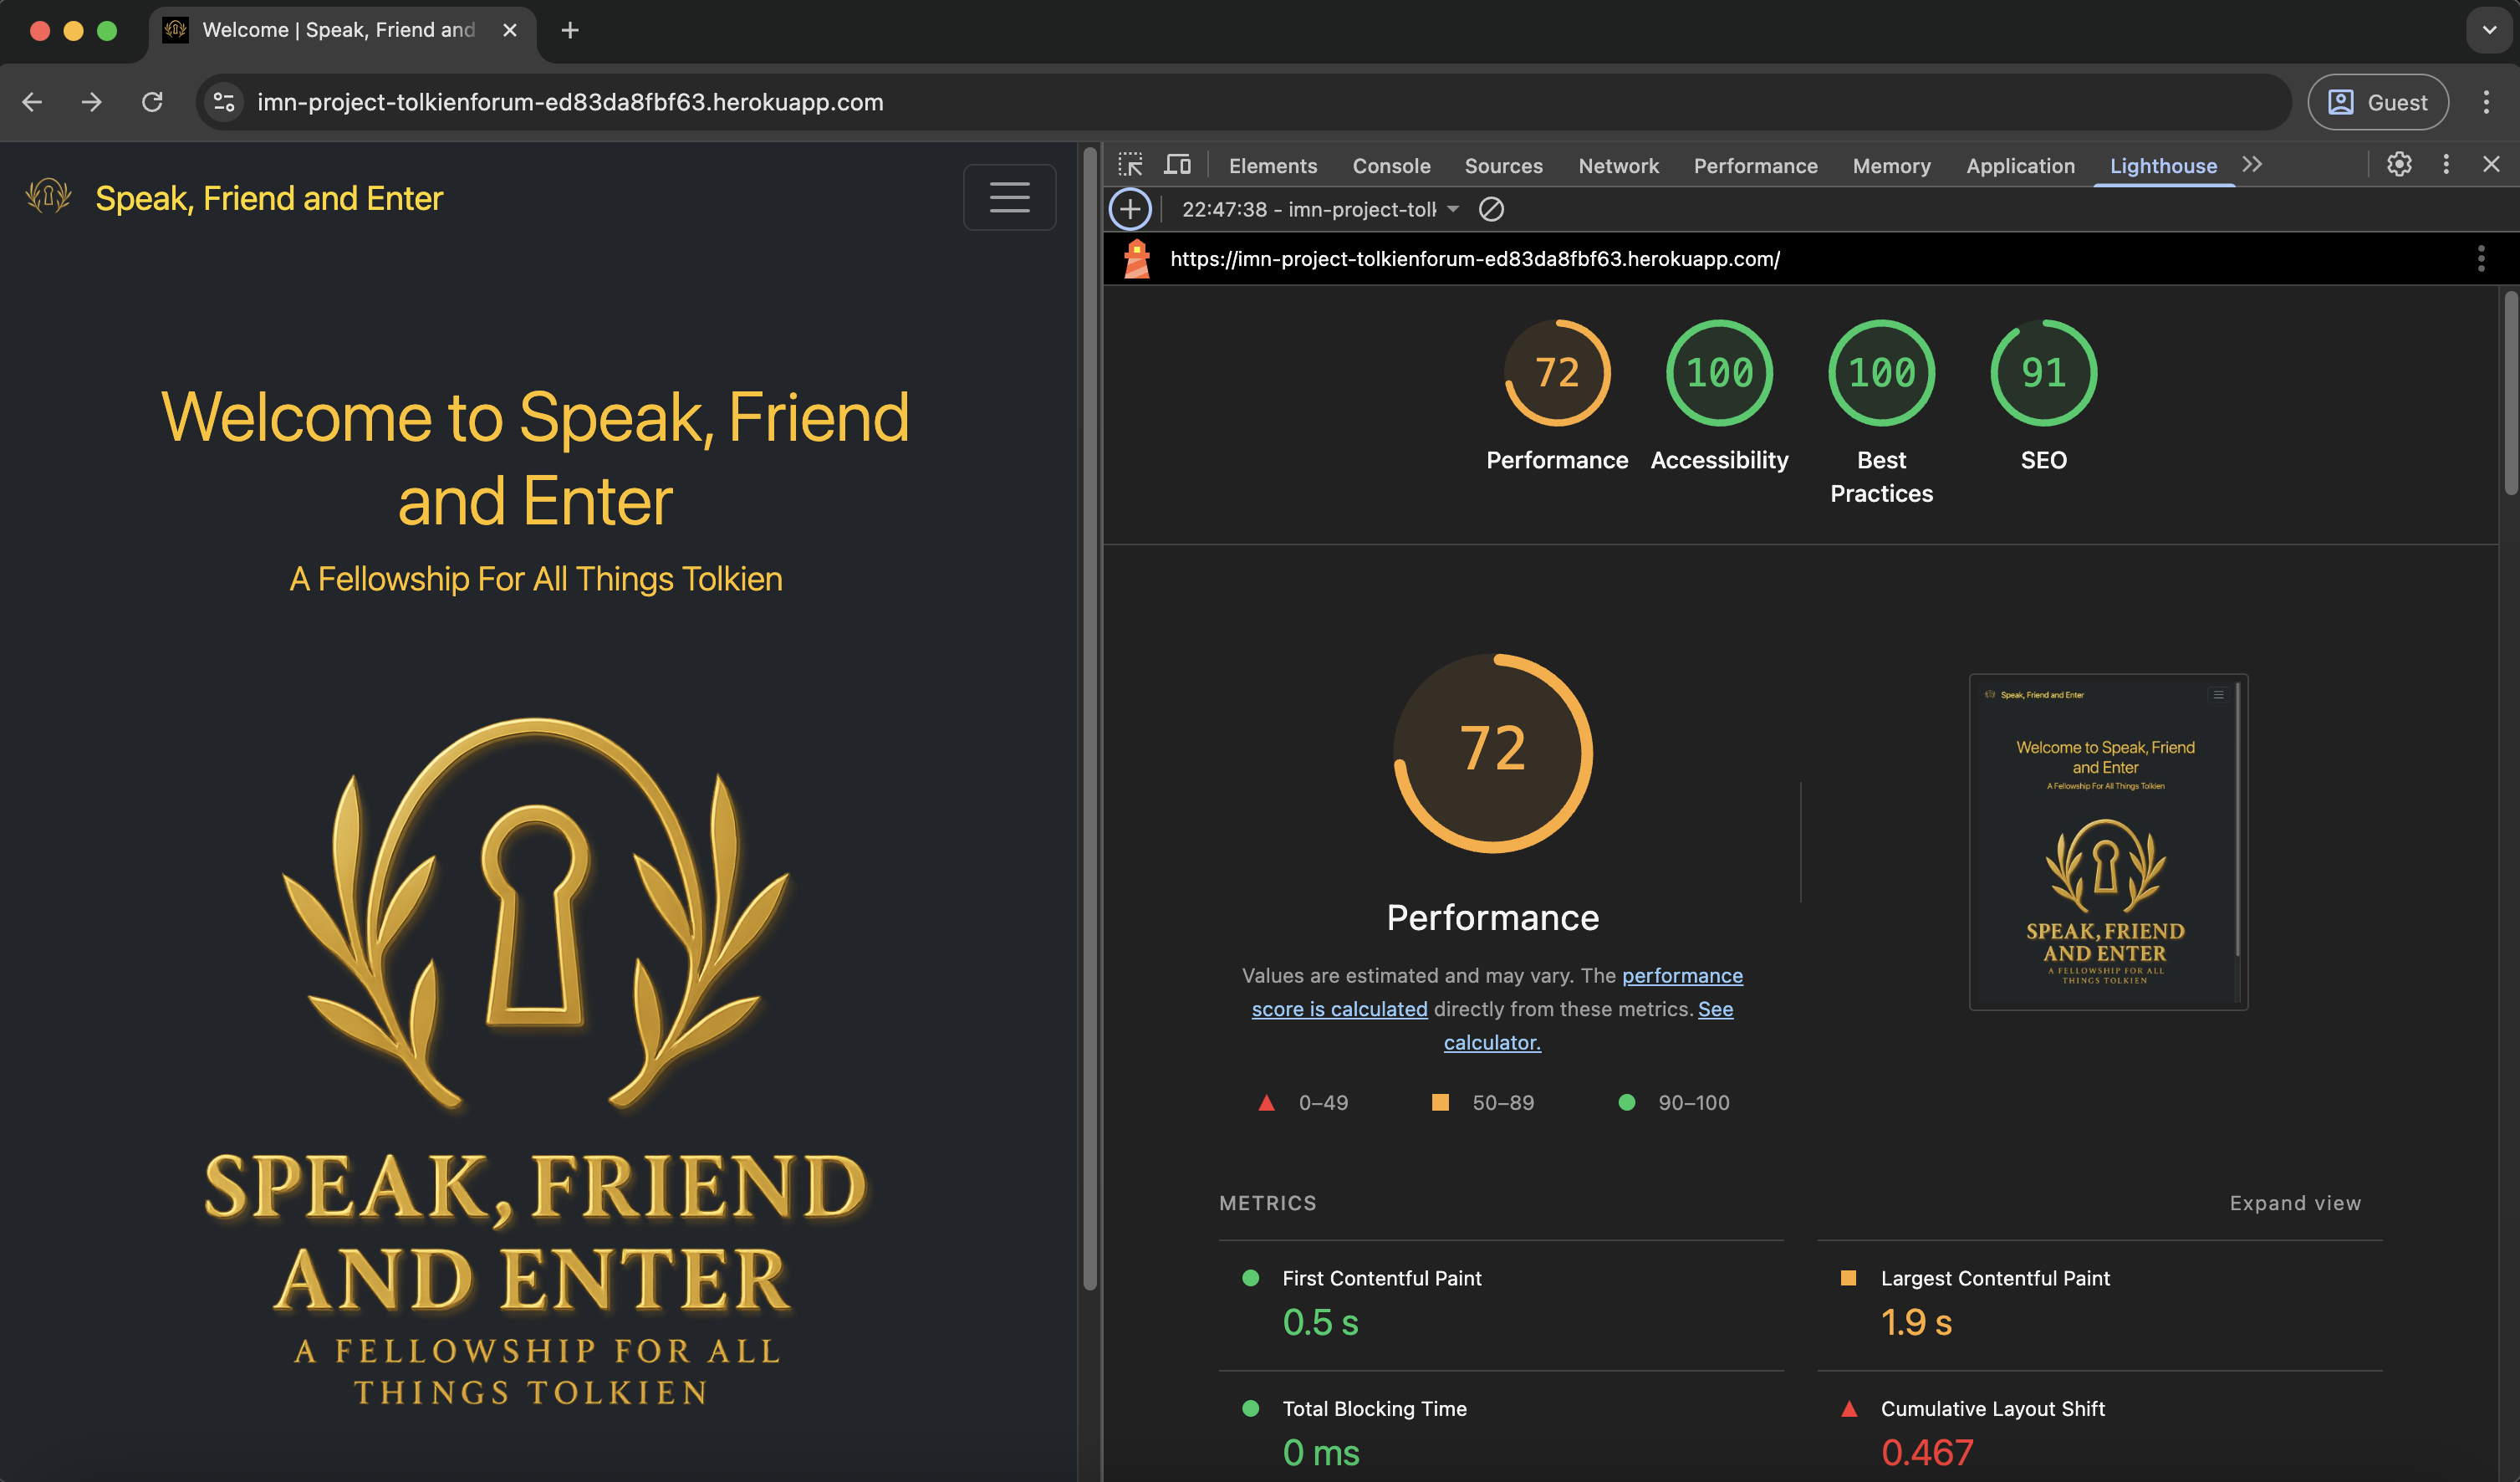 Welcome | Speak, Friend and
imn-project-tolkienforum-ed83da8fbf63.herokuapp.com
Guest
Speak, Friend and Enter
Welcome to Speak, Friend
and Enter
A Fellowship For All Things Tolkien
SPEAK, FRIEND
AND ENTER
A FELLOWSHIP FOR ALL
THINGS TOLKIEN
Elements Console Sources Network Performance Memory Application Lighthouse
22:47:38 - imn-project-tolk
https://imn-project-tolkienforum-ed83da8fbf63.herokuapp.com/
72 100 100 91
Performance Accessibility Best SEO
Practices
72
Performance
Values are estimated and may vary. The performance
score is calculated directly from these metrics. See
calculator.
0–49 50–89 90–100
Speak, Friend and Enter
Welcome to Speak, Friend
and Enter
A Fellowship For All Things Tolkien
SPEAK, FRIEND
AND ENTER
A FELLOWSHIP FOR ALL
THINGS TOLKIEN
METRICS Expand view
First Contentful Paint
0.5 s
Largest Contentful Paint
1.9 s
Total Blocking Time
0 ms
Cumulative Layout Shift
0.467